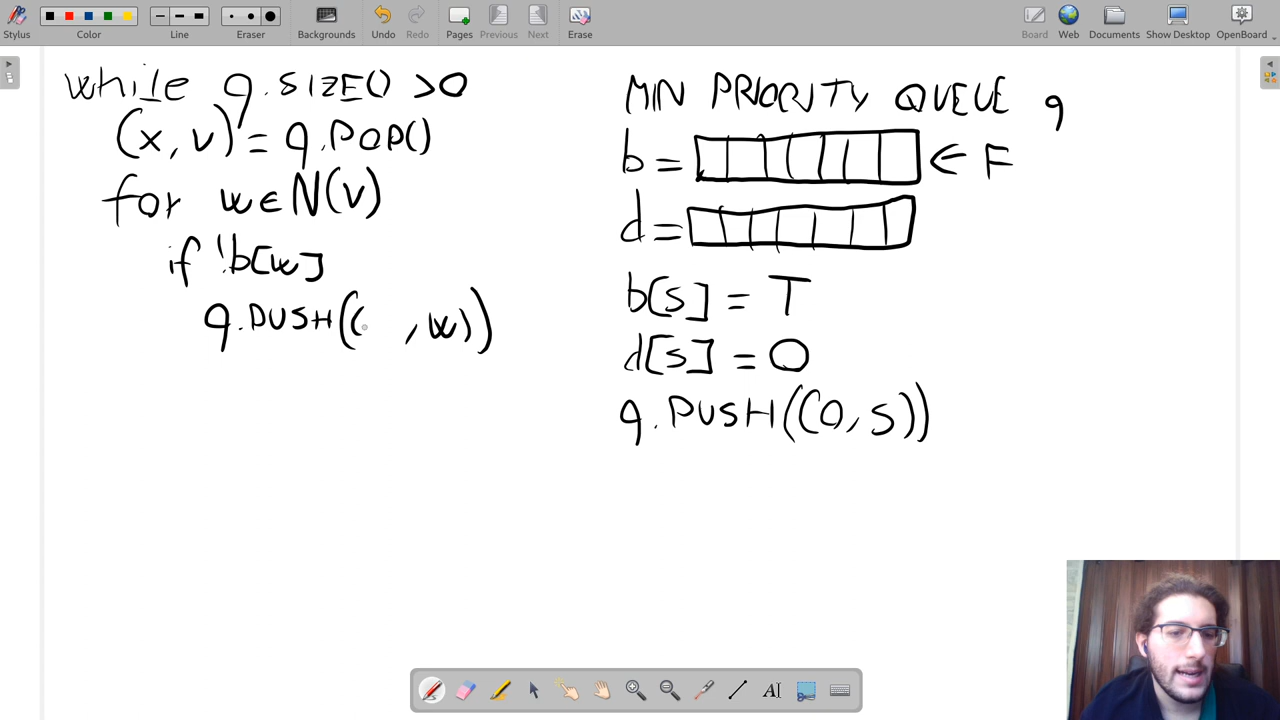 Stylus
Color
Line
Eraser
Backgrounds
Undo
Redo
Pages
Previous
Next
Erase
Board
Web
Documents
Show Desktop
OpenBoard
while q.SIZE() >0
(x, v) = q.POP()
for w∈N(v)
if !b[w]
q.PUSH(( , w))
MIN PRIORITY QUEUE q
b = ← F
d =
b[s] = T
d[s] = 0
q.PUSH((0, s))
AI